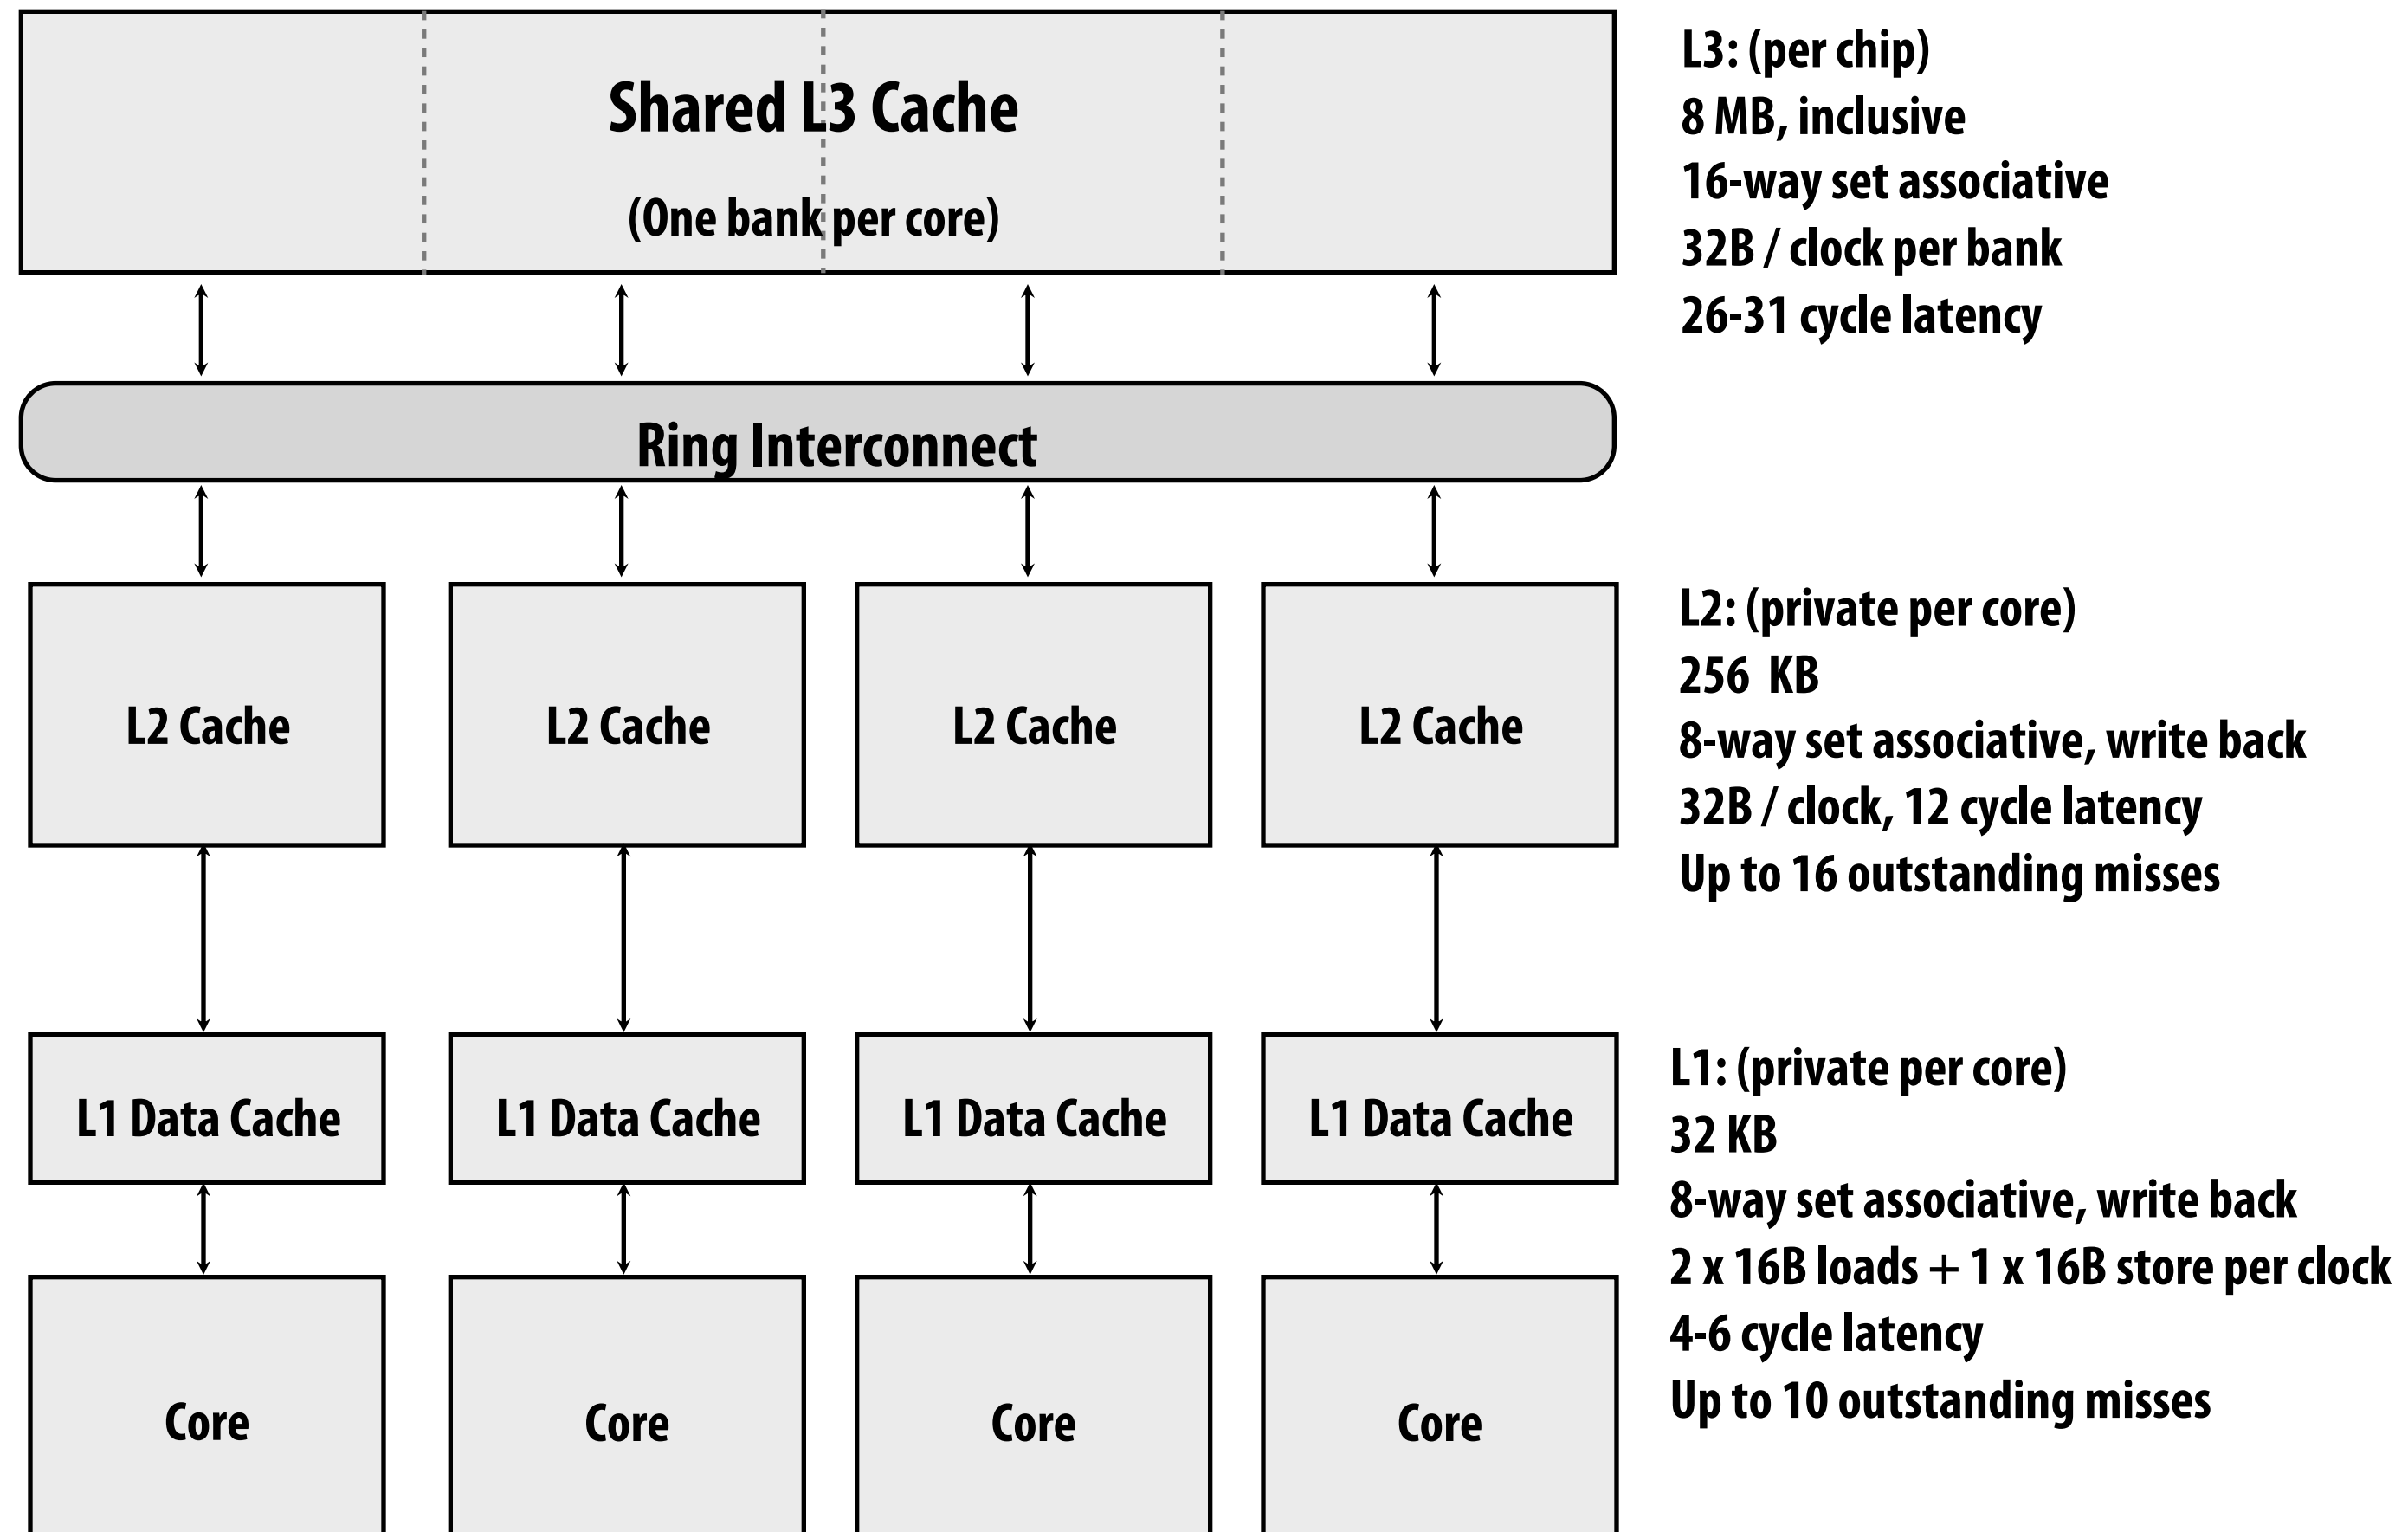 Shared L3 Cache
(One bank per core)
L3: (per chip)
8 MB, inclusive
16-way set associative
32B / clock per bank
26-31 cycle latency
Ring Interconnect
L2 Cache
L2 Cache
L2 Cache
L2 Cache
L2: (private per core)
256 KB
8-way set associative, write back
32B / clock, 12 cycle latency
Up to 16 outstanding misses
L1 Data Cache
L1 Data Cache
L1 Data Cache
L1 Data Cache
Core
Core
Core
Core
L1: (private per core)
32 KB
8-way set associative, write back
2 x 16B loads + 1 x 16B store per clock
4-6 cycle latency
Up to 10 outstanding misses